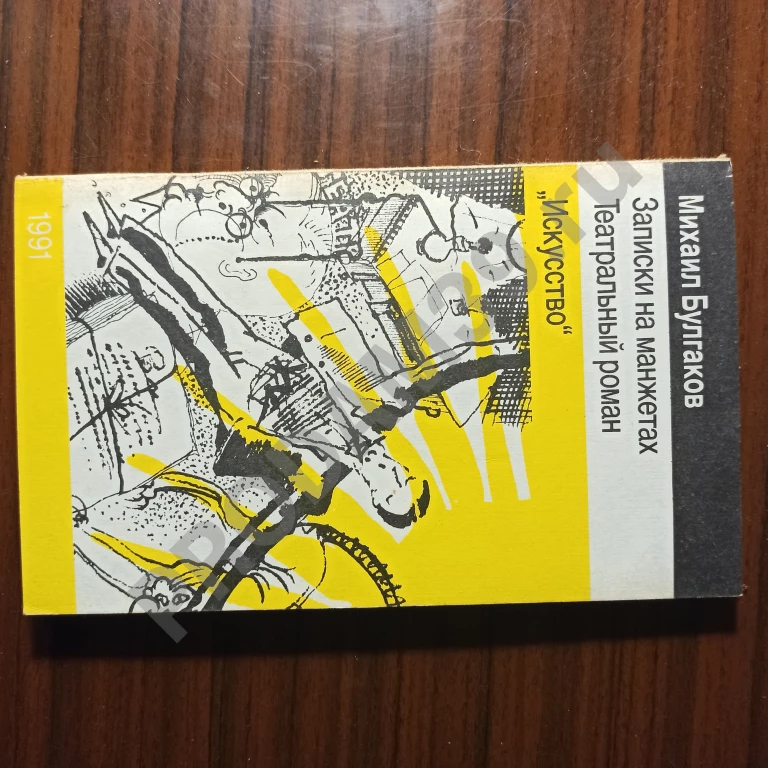 Михаил Булгаков
Записки на манжетах
Театральный роман
„Искусство“
1991